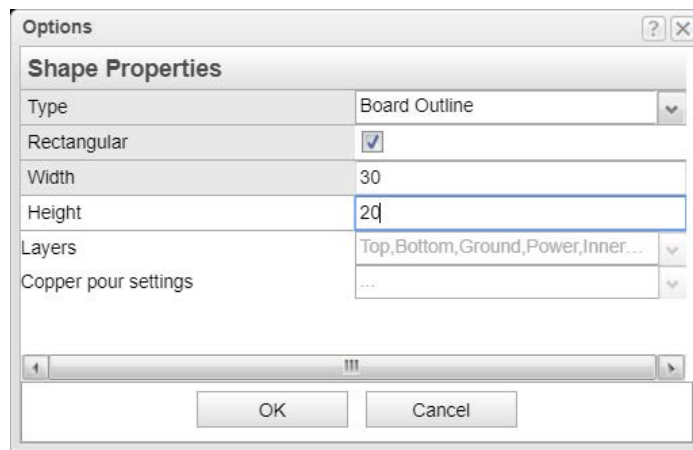 Options
Shape Properties
Type Board Outline
Rectangular
Width 30
Height 20
Layers Top,Bottom,Ground,Power,Inner...
Copper pour settings ...
OK Cancel